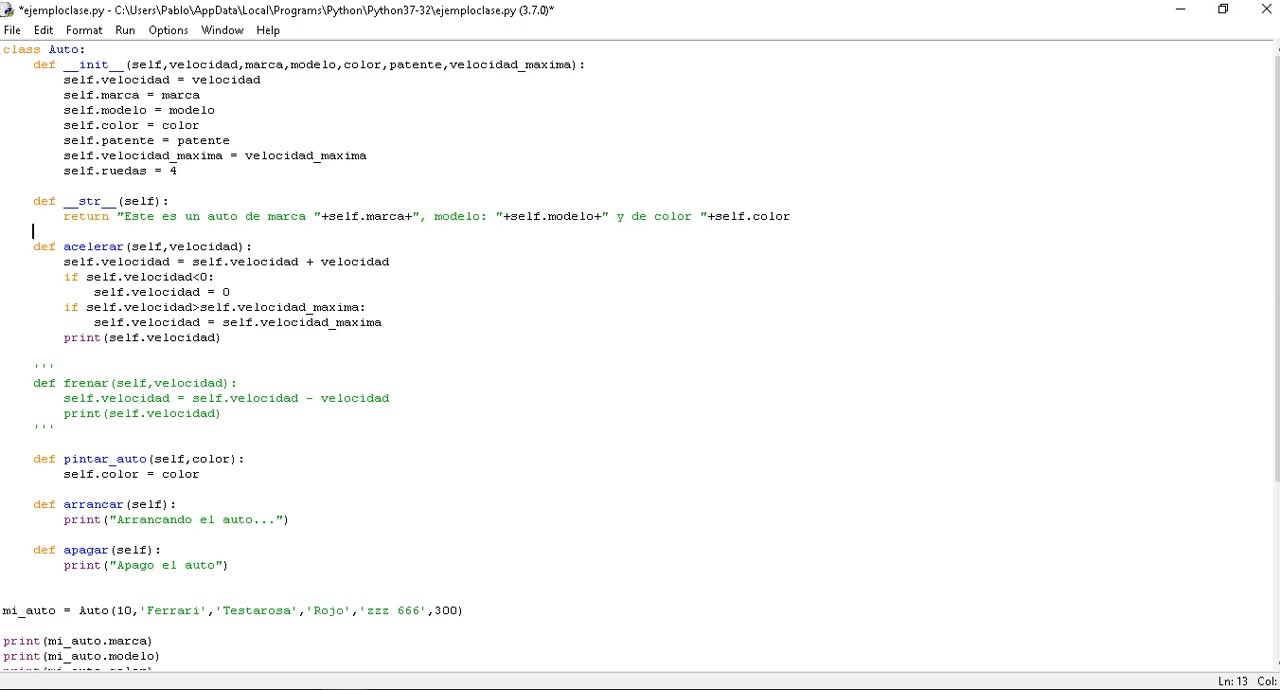 *ejemploclase.py - C:\Users\Pablo\AppData\Local\Programs\Python\Python37-32\ejemploclase.py (3.7.0)*
File Edit Format Run Options Window Help
class Auto:
    def __init__(self,velocidad,marca,modelo,color,patente,velocidad_maxima):
        self.velocidad = velocidad
        self.marca = marca
        self.modelo = modelo
        self.color = color
        self.patente = patente
        self.velocidad_maxima = velocidad_maxima
        self.ruedas = 4
    def __str__(self):
        return "Este es un auto de marca "+self.marca+", modelo: "+self.modelo+" y de color "+self.color
    def acelerar(self,velocidad):
        self.velocidad = self.velocidad + velocidad
        if self.velocidad<0:
            self.velocidad = 0
        if self.velocidad>self.velocidad_maxima:
            self.velocidad = self.velocidad_maxima
        print(self.velocidad)
    '''
    def frenar(self,velocidad):
        self.velocidad = self.velocidad - velocidad
        print(self.velocidad)
    '''
    def pintar_auto(self,color):
        self.color = color
    def arrancar(self):
        print("Arrancando el auto...")
    def apagar(self):
        print("Apago el auto")
mi_auto = Auto(10,'Ferrari','Testarosa','Rojo','zzz 666',300)
print(mi_auto.marca)
print(mi_auto.modelo)
print(mi_auto.color)
Ln: 13 Col: